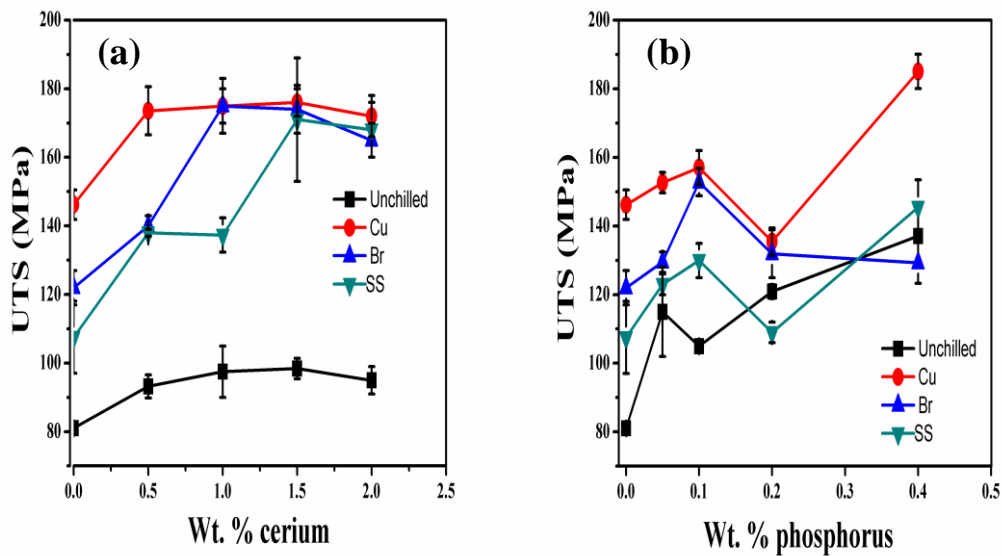 (a)
UTS (MPa)
200
180
160
140
120
100
80
Unchilled
Cu
Br
SS
0.0 0.5 1.0 1.5 2.0 2.5
Wt. % cerium
(b)
UTS (MPa)
200
180
160
140
120
100
80
Unchilled
Cu
Br
SS
0.0 0.1 0.2 0.3 0.4 0.5
Wt. % phosphorus